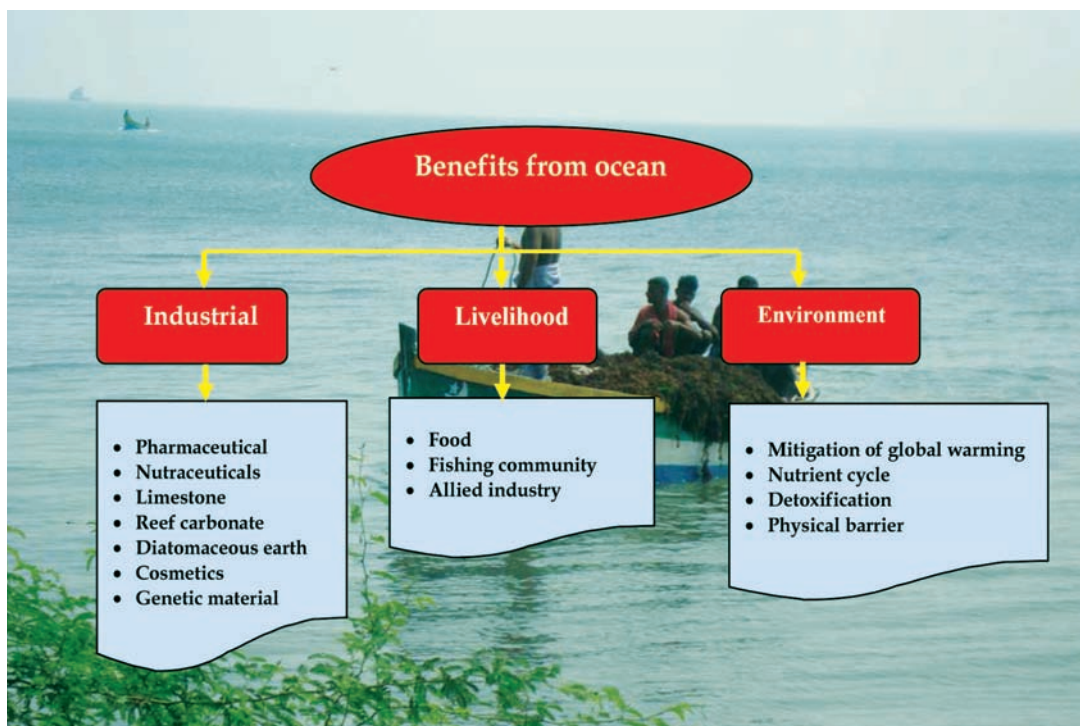 Benefits from ocean
Industrial
Livelihood
Environment
• Pharmaceutical
• Nutraceuticals
• Limestone
• Reef carbonate
• Diatomaceous earth
• Cosmetics
• Genetic material
• Food
• Fishing community
• Allied industry
• Mitigation of global warming
• Nutrient cycle
• Detoxification
• Physical barrier